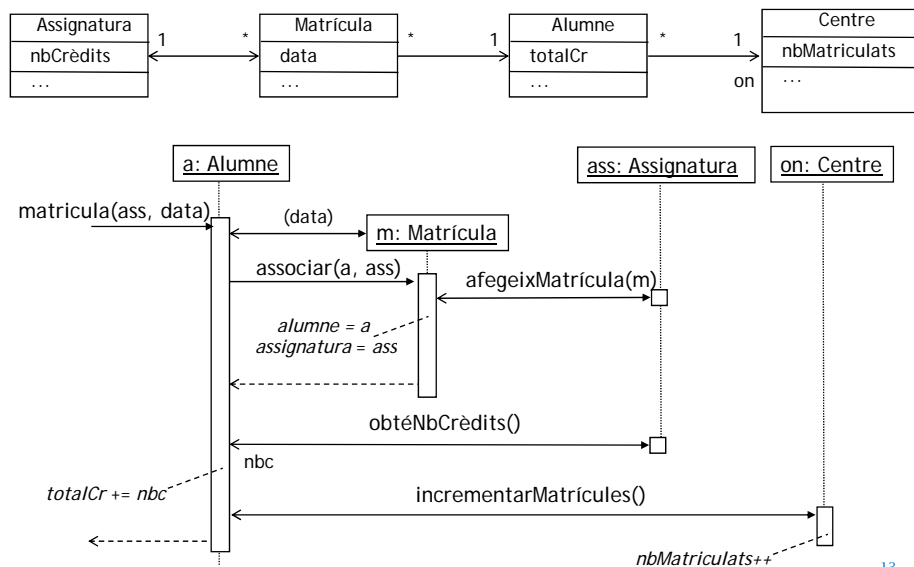 Assignatura
nbCrèdits
...
1
*
Matrícula
data
...
*
1
Alumne
totalCr
...
*
1
on
Centre
nbMatriculats
...
a: Alumne
ass: Assignatura
on: Centre
matricula(ass, data)
(data)
m: Matrícula
associar(a, ass)
afegeixMatrícula(m)
alumne = a
assignatura = ass
obtéNbCrèdits()
nbc
totalCr += nbc
incrementarMatrícules()
nbMatriculats++
13